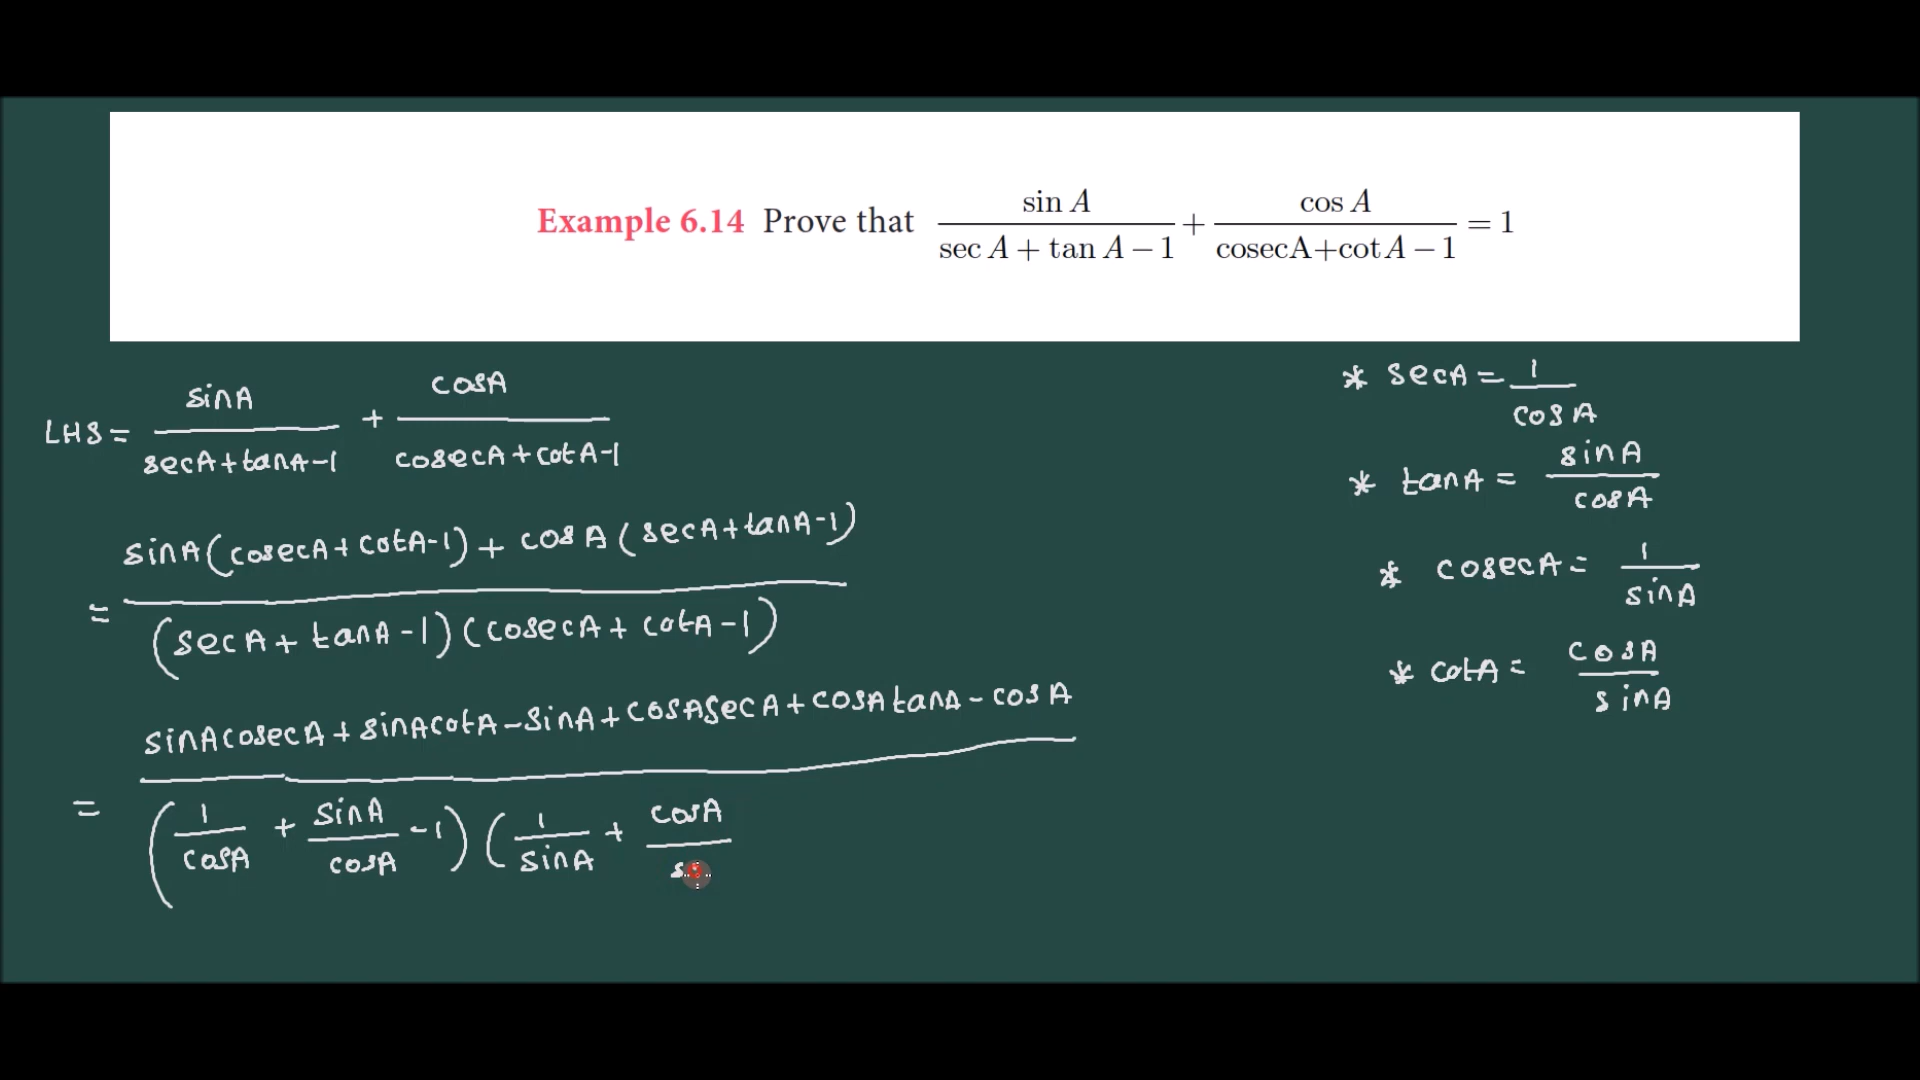 Example 6.14 Prove that sin A / (sec A + tan A − 1) + cos A / (cosecA+cot A − 1) = 1
LHS = sinA / (secA+tanA−1) + cosA / (cosecA+cotA−1)
= (sinA(cosecA+cotA−1) + cosA(secA+tanA−1)) / ((secA+tanA−1)(cosecA+cotA−1))
= (sinAcosecA+sinAcotA−sinA+cosAsecA+cosAtanA−cosA) / ((1/cosA + sinA/cosA −1)(1/sinA + cosA/s
* secA = 1/cosA
* tanA = sinA/cosA
* cosecA = 1/sinA
* cotA = cosA/sinA